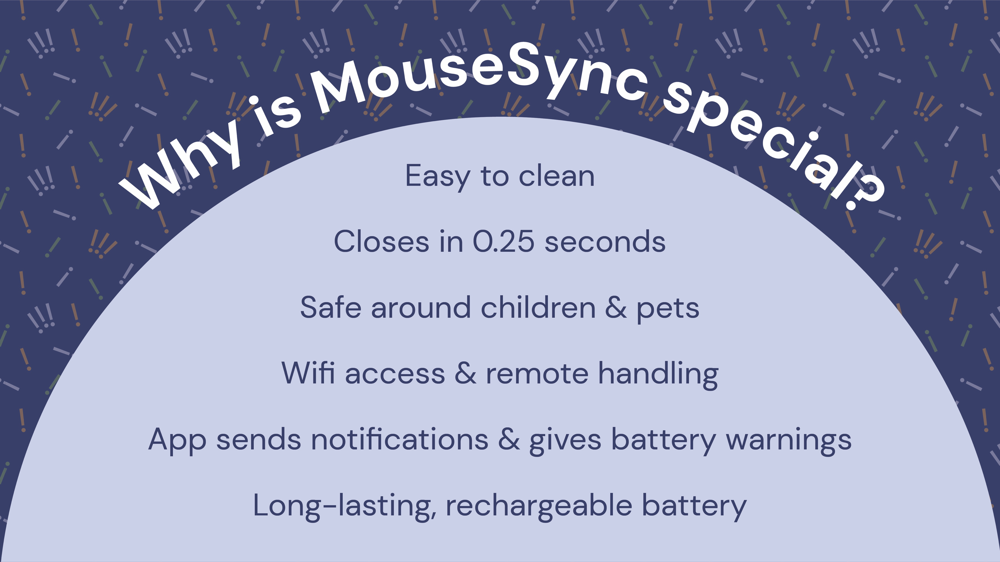 Why is MouseSync special?
Easy to clean
Closes in 0.25 seconds
Safe around children & pets
Wifi access & remote handling
App sends notifications & gives battery warnings
Long-lasting, rechargeable battery